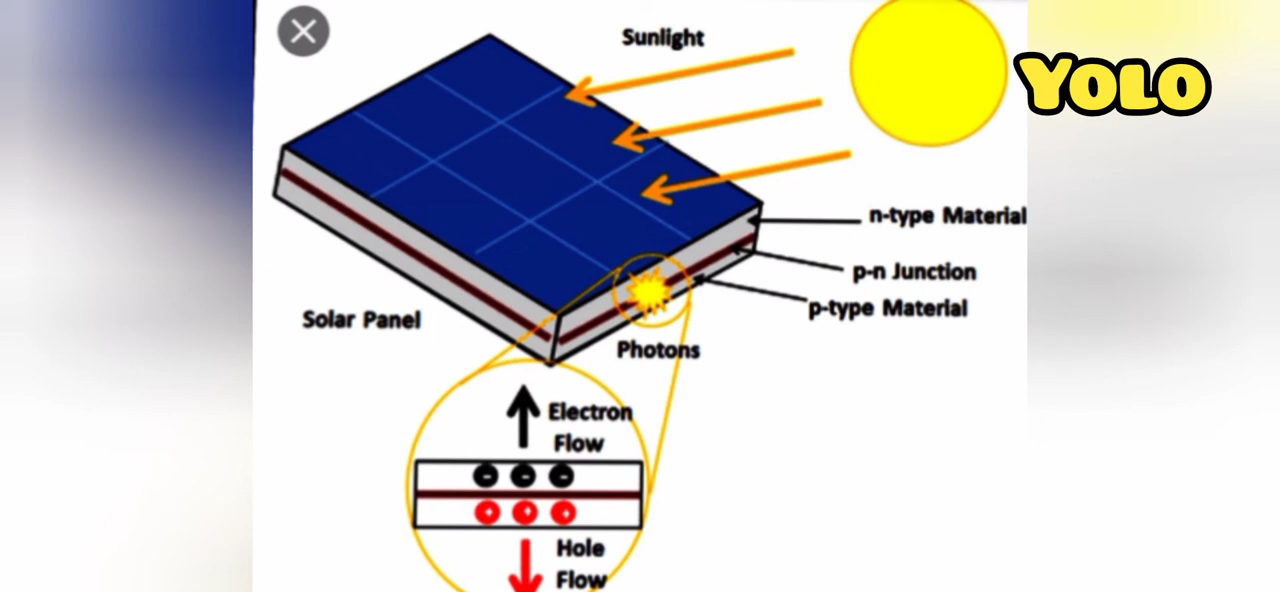 Sunlight
YOLO
n-type Material
p-n Junction
p-type Material
Solar Panel
Photons
Electron
Flow
Hole
Flow